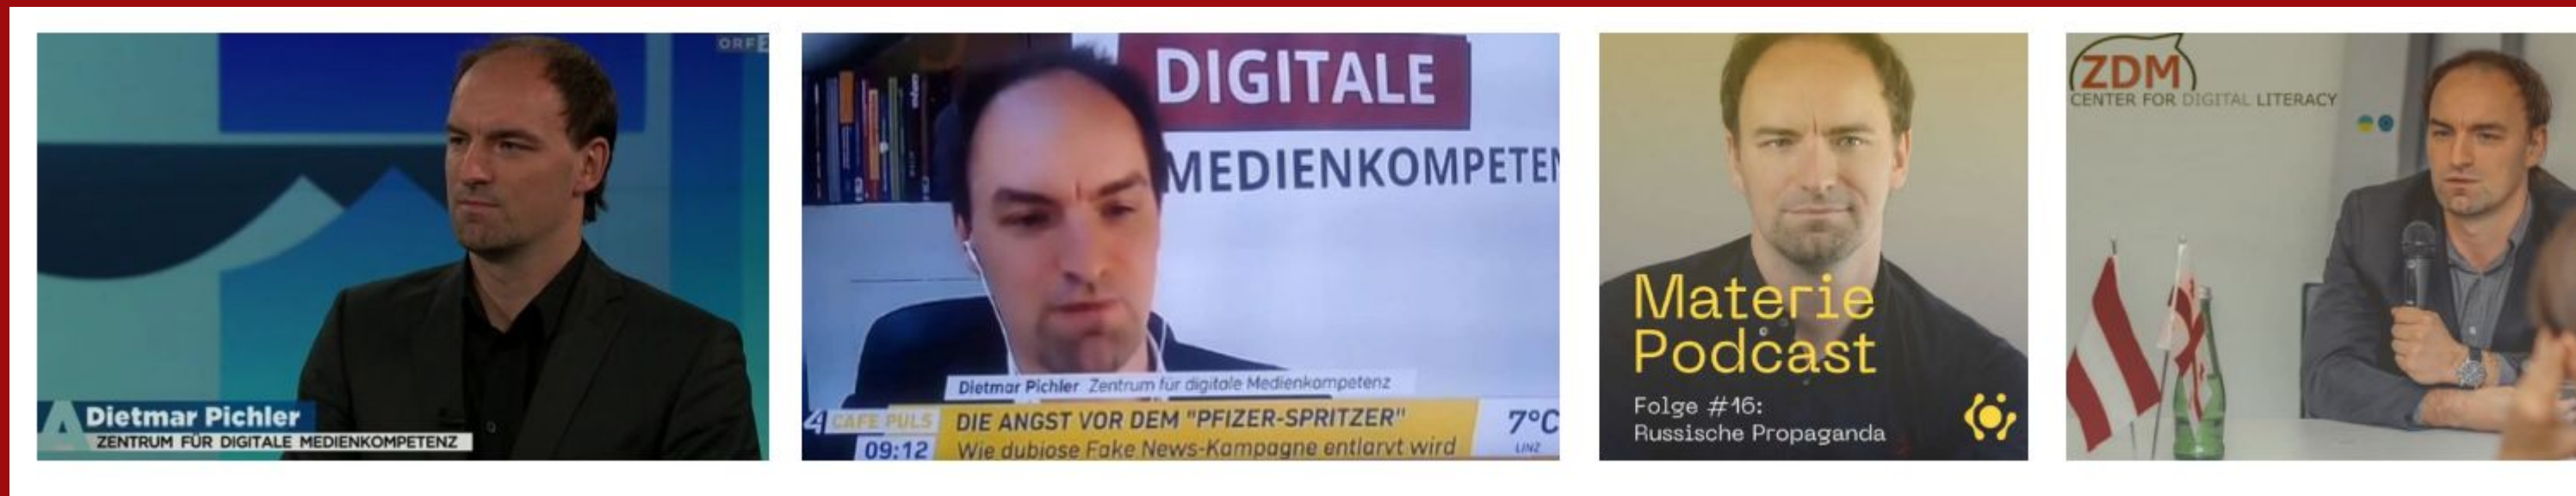 ORF 2
Dietmar Pichler
ZENTRUM FÜR DIGITALE MEDIENKOMPETENZ
DIGITALE
MEDIENKOMPETEN
Dietmar Pichler Zentrum für digitale Medienkompetenz
4 CAFE PULS
DIE ANGST VOR DEM "PFIZER-SPRITZER"
7°C
09:12
Wie dubiose Fake News-Kampagne entlarvt wird
LINZ
Materie
Podcast
Folge #16:
Russische Propaganda
ZDM
CENTER FOR DIGITAL LITERACY